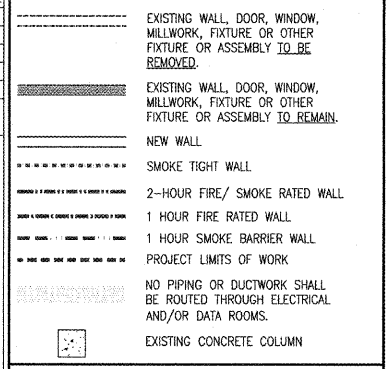 EXISTING WALL, DOOR, WINDOW,
MILLWORK, FIXTURE OR OTHER
FIXTURE OR ASSEMBLY TO BE
REMOVED.
EXISTING WALL, DOOR, WINDOW,
MILLWORK, FIXTURE OR OTHER
FIXTURE OR ASSEMBLY TO REMAIN.
NEW WALL
SMOKE TIGHT WALL
2-HOUR FIRE/ SMOKE RATED WALL
1 HOUR FIRE RATED WALL
1 HOUR SMOKE BARRIER WALL
PROJECT LIMITS OF WORK
NO PIPING OR DUCTWORK SHALL
BE ROUTED THROUGH ELECTRICAL
AND/OR DATA ROOMS.
EXISTING CONCRETE COLUMN